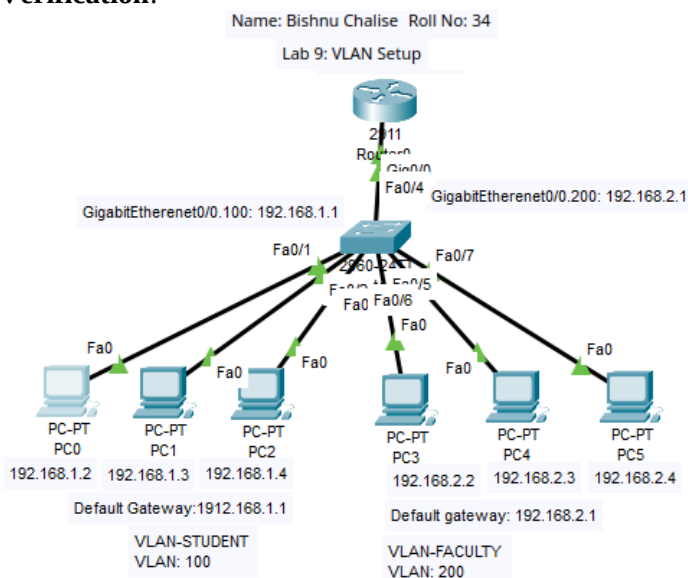 Verification:
Name: Bishnu Chalise Roll No: 34
Lab 9: VLAN Setup
2911
Router0
Gig0/0
Fa0/4
GigabitEtherenet0/0.200: 192.168.2.1
GigabitEtherenet0/0.100: 192.168.1.1
Fa0/1
Fa0/7
2960-24
Fa0/5
Fa0/6
Fa0
Fa0
Fa0
Fa0
Fa0
Fa0
PC-PT
PC0
PC-PT
PC1
PC-PT
PC2
PC-PT
PC3
PC-PT
PC4
PC-PT
PC5
192.168.1.2
192.168.1.3
192.168.1.4
192.168.2.2
192.168.2.3
192.168.2.4
Default Gateway:1912.168.1.1
Default gateway: 192.168.2.1
VLAN-STUDENT
VLAN: 100
VLAN-FACULTY
VLAN: 200